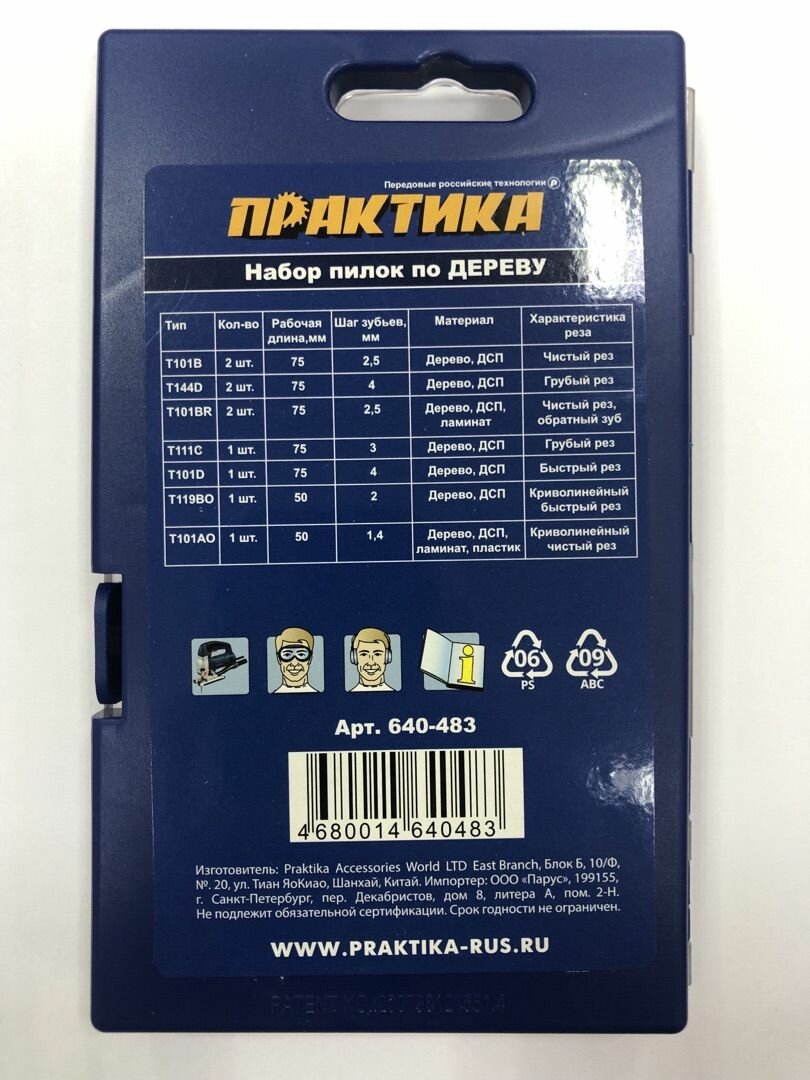 Передовые российские технологии
ПРАКТИКА
Набор пилок по ДЕРЕВУ
Тип Кол-во Рабочая длина,мм Шаг зубьев, мм Материал Характеристика реза
T101B 2 шт. 75 2,5 Дерево, ДСП Чистый рез
T144D 2 шт. 75 4 Дерево, ДСП Грубый рез
T101BR 2 шт. 75 2,5 Дерево, ДСП, ламинат Чистый рез, обратный зуб
T111C 1 шт. 75 3 Дерево, ДСП Грубый рез
T101D 1 шт. 75 4 Дерево, ДСП Быстрый рез
T119BO 1 шт. 50 2 Дерево, ДСП Криволинейный быстрый рез
T101AO 1 шт. 50 1,4 Дерево, ДСП, ламинат, пластик Криволинейный чистый рез
06 09
PS ABC
Арт. 640-483
4 680014 640483
Изготовитель: Praktika Accessories World LTD East Branch, Блок Б, 10/Ф,
№. 20, ул. Тиан ЯоКиао, Шанхай, Китай. Импортер: ООО «Парус», 199155,
г. Санкт-Петербург, пер. Декабристов, дом 8, литера А, пом. 2-Н.
Не подлежит обязательной сертификации. Срок годности не ограничен.
WWW.PRAKTIKA-RUS.RU